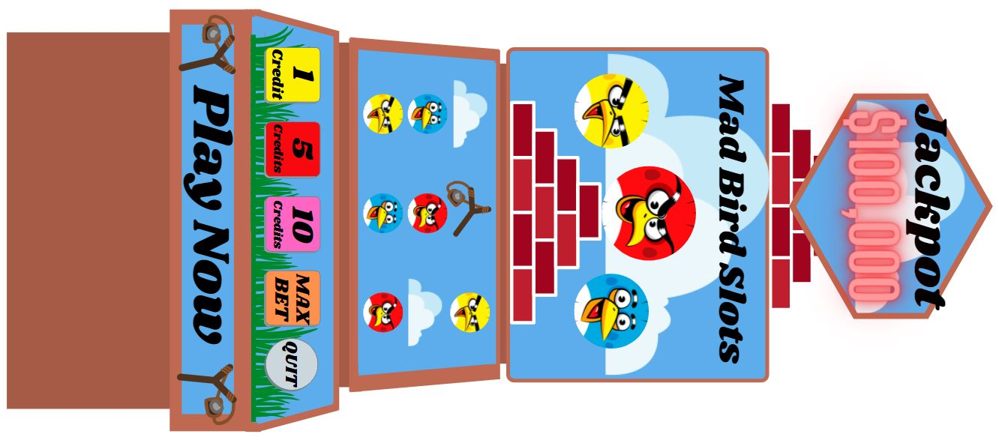 Jackpot
$100,000
Mad Bird Slots
1
Credit
5
Credits
10
Credits
MAX
BET
QUIT
Play Now